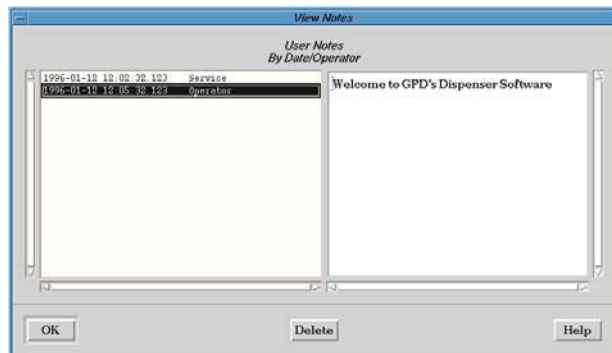 View Notes
User Notes
By Date/Operator
1996-01-12 12.02.32.123 Service
1996-01-12 12.05.32.123 Operator
Welcome to GPD's Dispenser Software
OK
Delete
Help